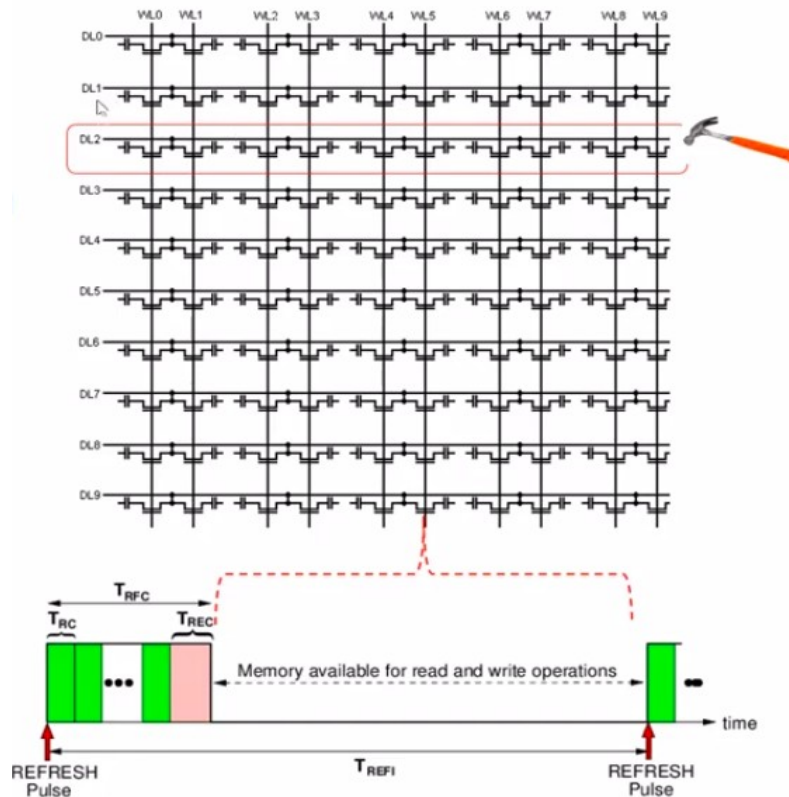 WL0 WL1 WL2 WL3 WL4 WL5 WL6 WL7 WL8 WL9
DL0
DL1
DL2
DL3
DL4
DL5
DL6
DL7
DL8
DL9
TRFC
TRC TREC
Memory available for read and write operations
time
TREFI
REFRESH
Pulse
REFRESH
Pulse